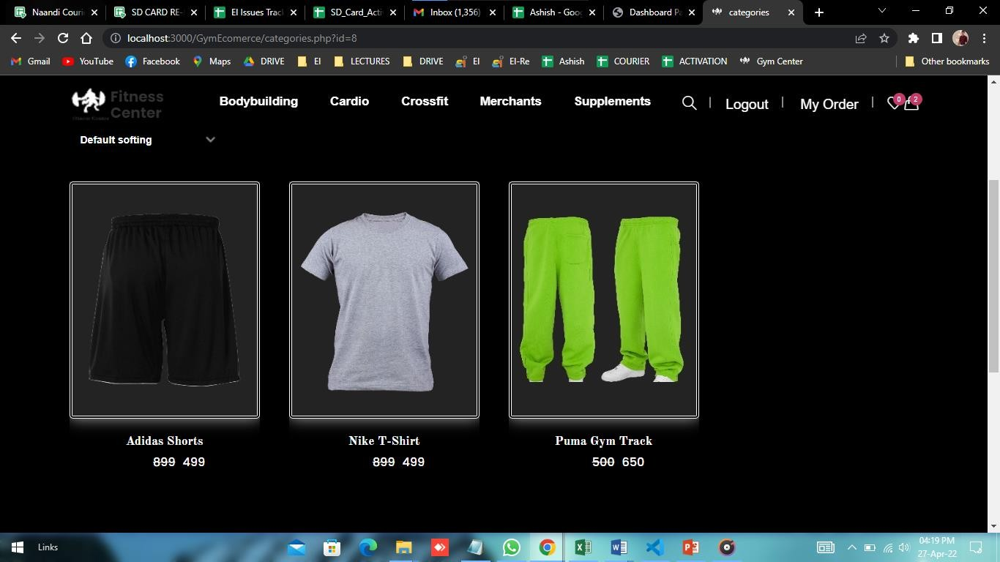 Naandi Couri
SD CARD RE-
EI Issues Trac
SD_Card_Acti
Inbox (1,356)
Ashish - Goo
Dashboard Pa
categories
localhost:3000/GymEcomerce/categories.php?id=8
Gmail
YouTube
Facebook
Maps
DRIVE
EI
LECTURES
DRIVE
EI
EI-Re
Ashish
COURIER
ACTIVATION
Gym Center
Other bookmarks
Fitness
Center
Bodybuilding
Cardio
Crossfit
Merchants
Supplements
Logout
My Order
0
2
Default softing
Adidas Shorts
899 499
Nike T-Shirt
899 499
Puma Gym Track
500 650
Links
04:19 PM
27-Apr-22